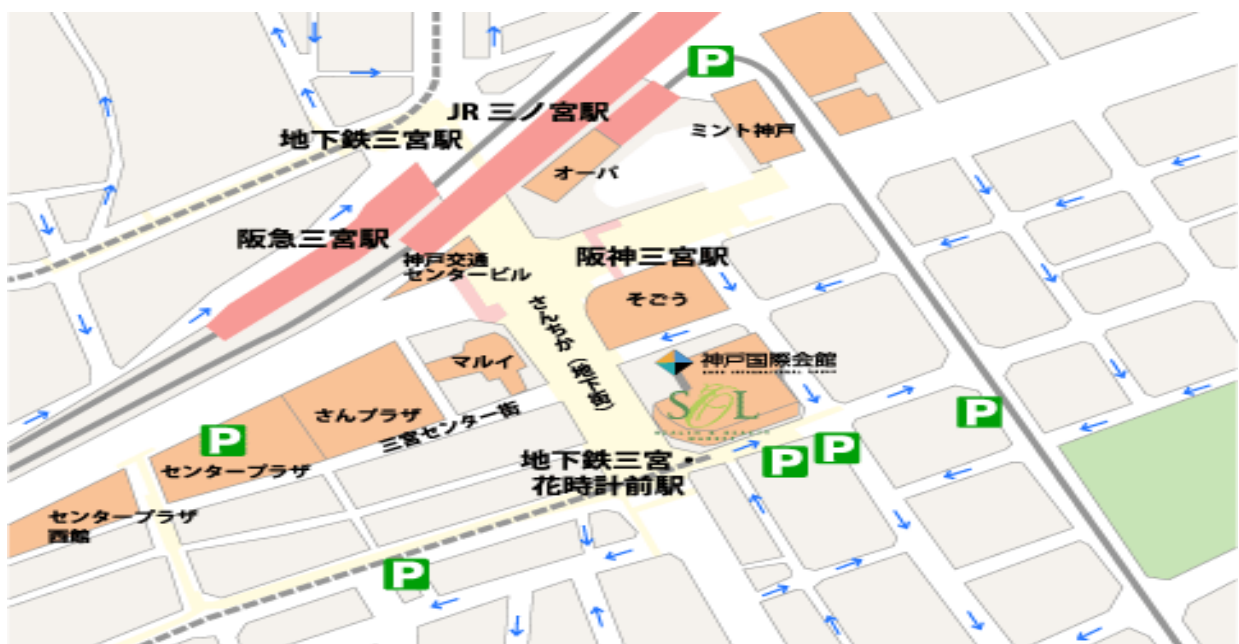 P
JR 三ノ宮駅
地下鉄三宮駅
ミント神戸
オーパ
阪急三宮駅
阪神三宮駅
神戸交通
センタービル
そごう
さんちか(地下街)
マルイ
神戸国際会館
SOL
さんプラザ
三宮センター街
P
P
P
P
センタープラザ
地下鉄三宮・
花時計前駅
センタープラザ
西館
P